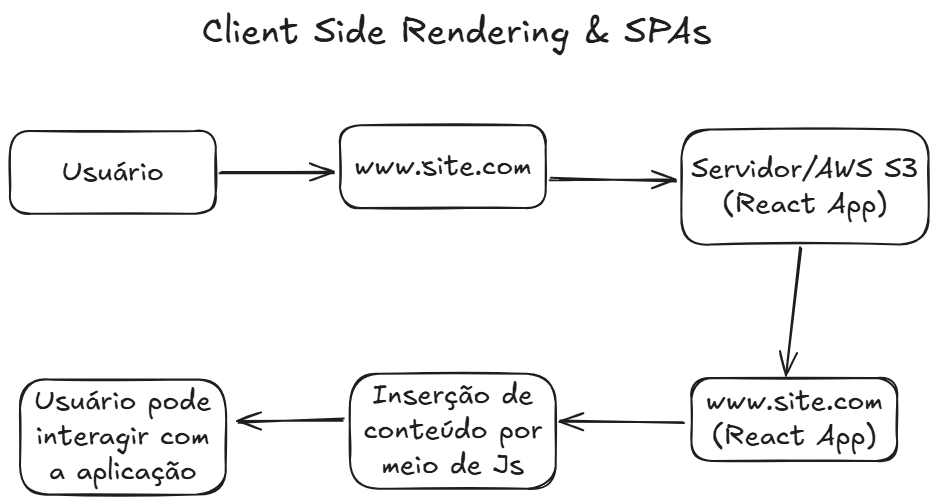 Client Side Rendering & SPAs
Usuário
www.site.com
Servidor/AWS S3
(React App)
www.site.com
(React App)
Inserção de
conteúdo por
meio de Js
Usuário pode
interagir com
a aplicação